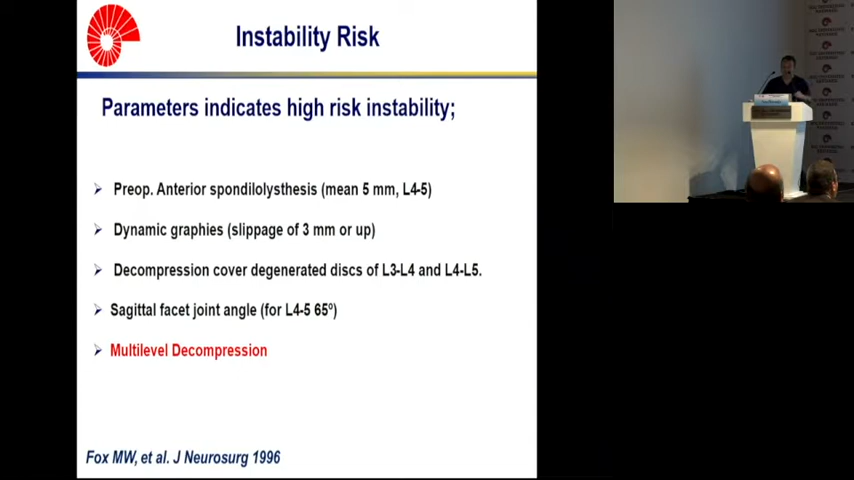 Instability Risk
Parameters indicates high risk instability;
Preop. Anterior spondilolysthesis (mean 5 mm, L4-5)
Dynamic graphies (slippage of 3 mm or up)
Decompression cover degenerated discs of L3-L4 and L4-L5.
Sagittal facet joint angle (for L4-5 65º)
Multilevel Decompression
Fox MW, et al. J Neurosurg 1996